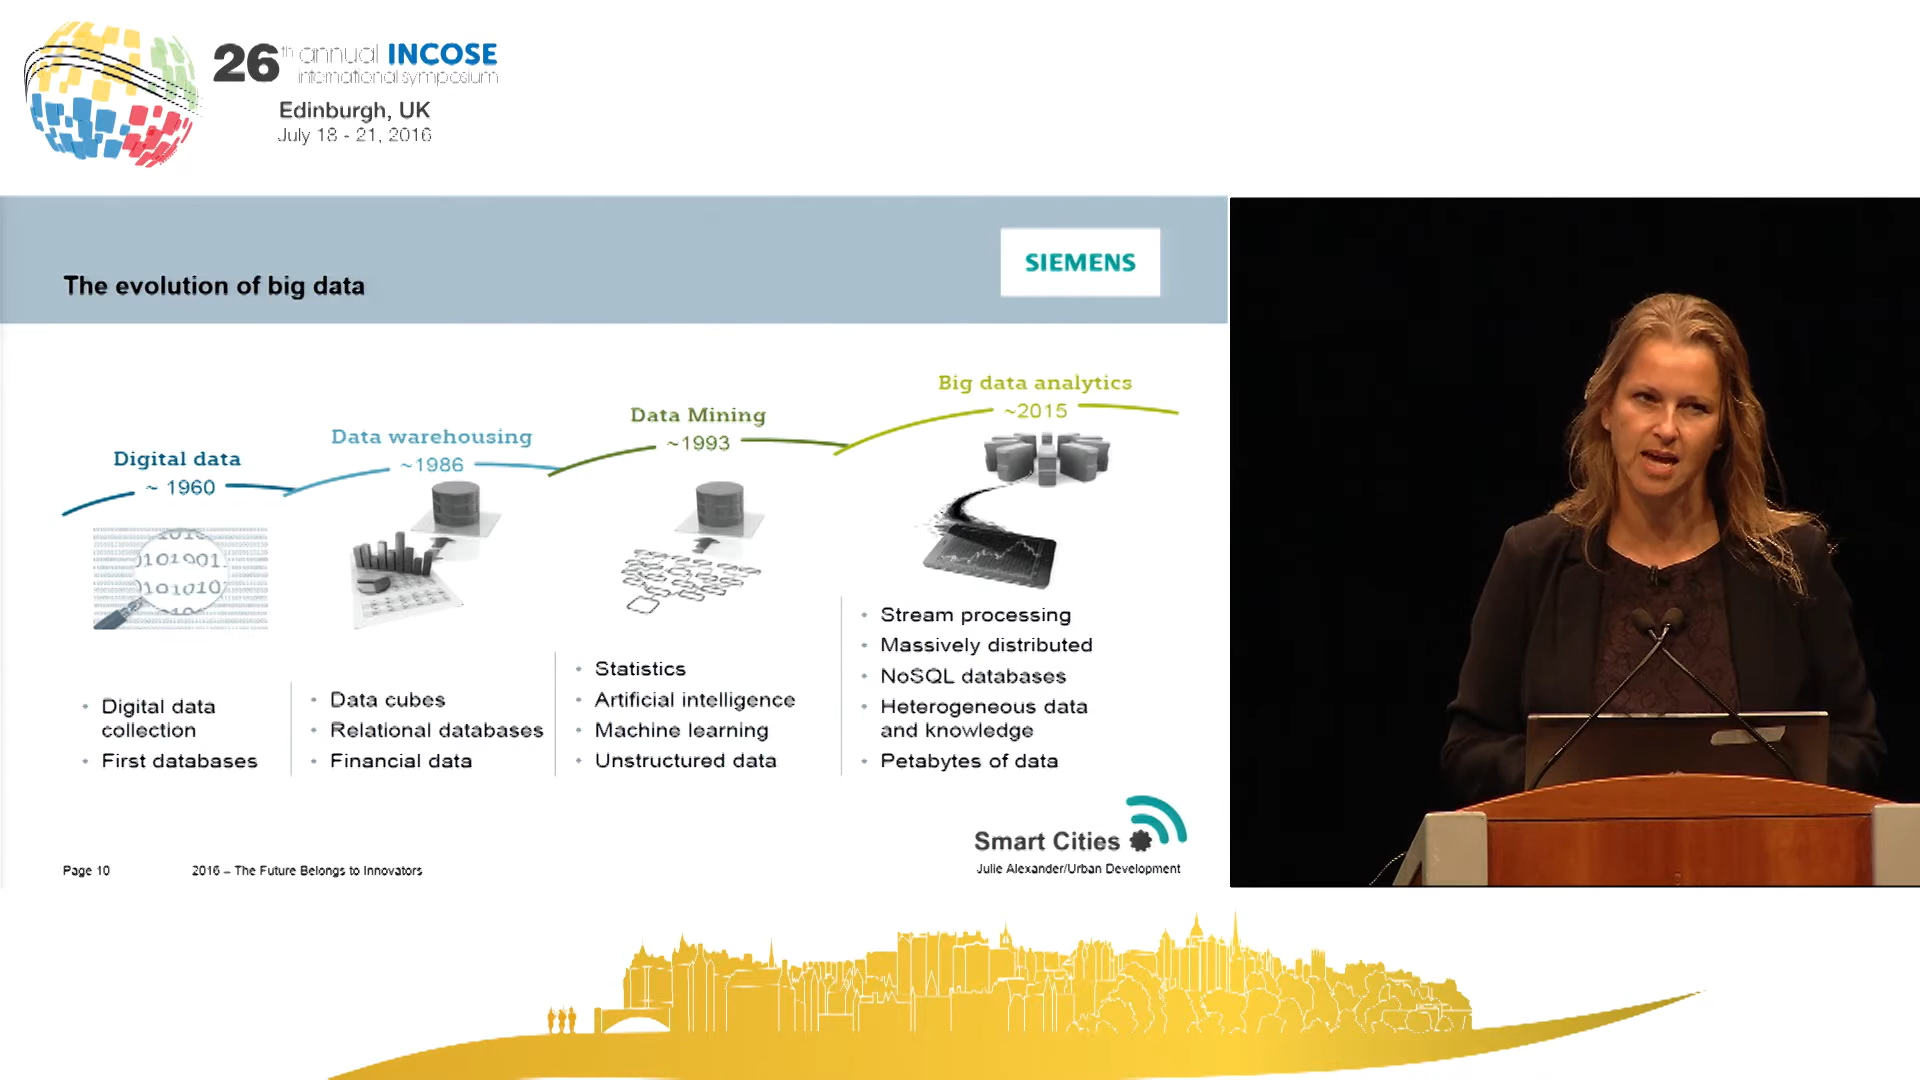 26th annual INCOSE
international symposium
Edinburgh, UK
July 18 - 21, 2016
SIEMENS
The evolution of big data
Digital data
~ 1960
Data warehousing
~1986
Data Mining
~1993
Big data analytics
~2015
• Digital data
collection
• First databases
• Data cubes
• Relational databases
• Financial data
• Statistics
• Artificial intelligence
• Machine learning
• Unstructured data
• Stream processing
• Massively distributed
• NoSQL databases
• Heterogeneous data
and knowledge
• Petabytes of data
Smart Cities
Julie Alexander/Urban Development
Page 10
2016 – The Future Belongs to Innovators